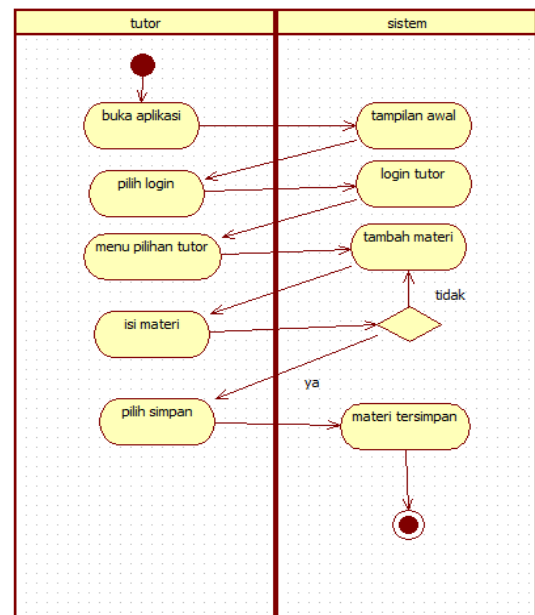 tutor
sistem
buka aplikasi
tampilan awal
pilih login
login tutor
menu pilihan tutor
tambah materi
tidak
isi materi
ya
pilih simpan
materi tersimpan